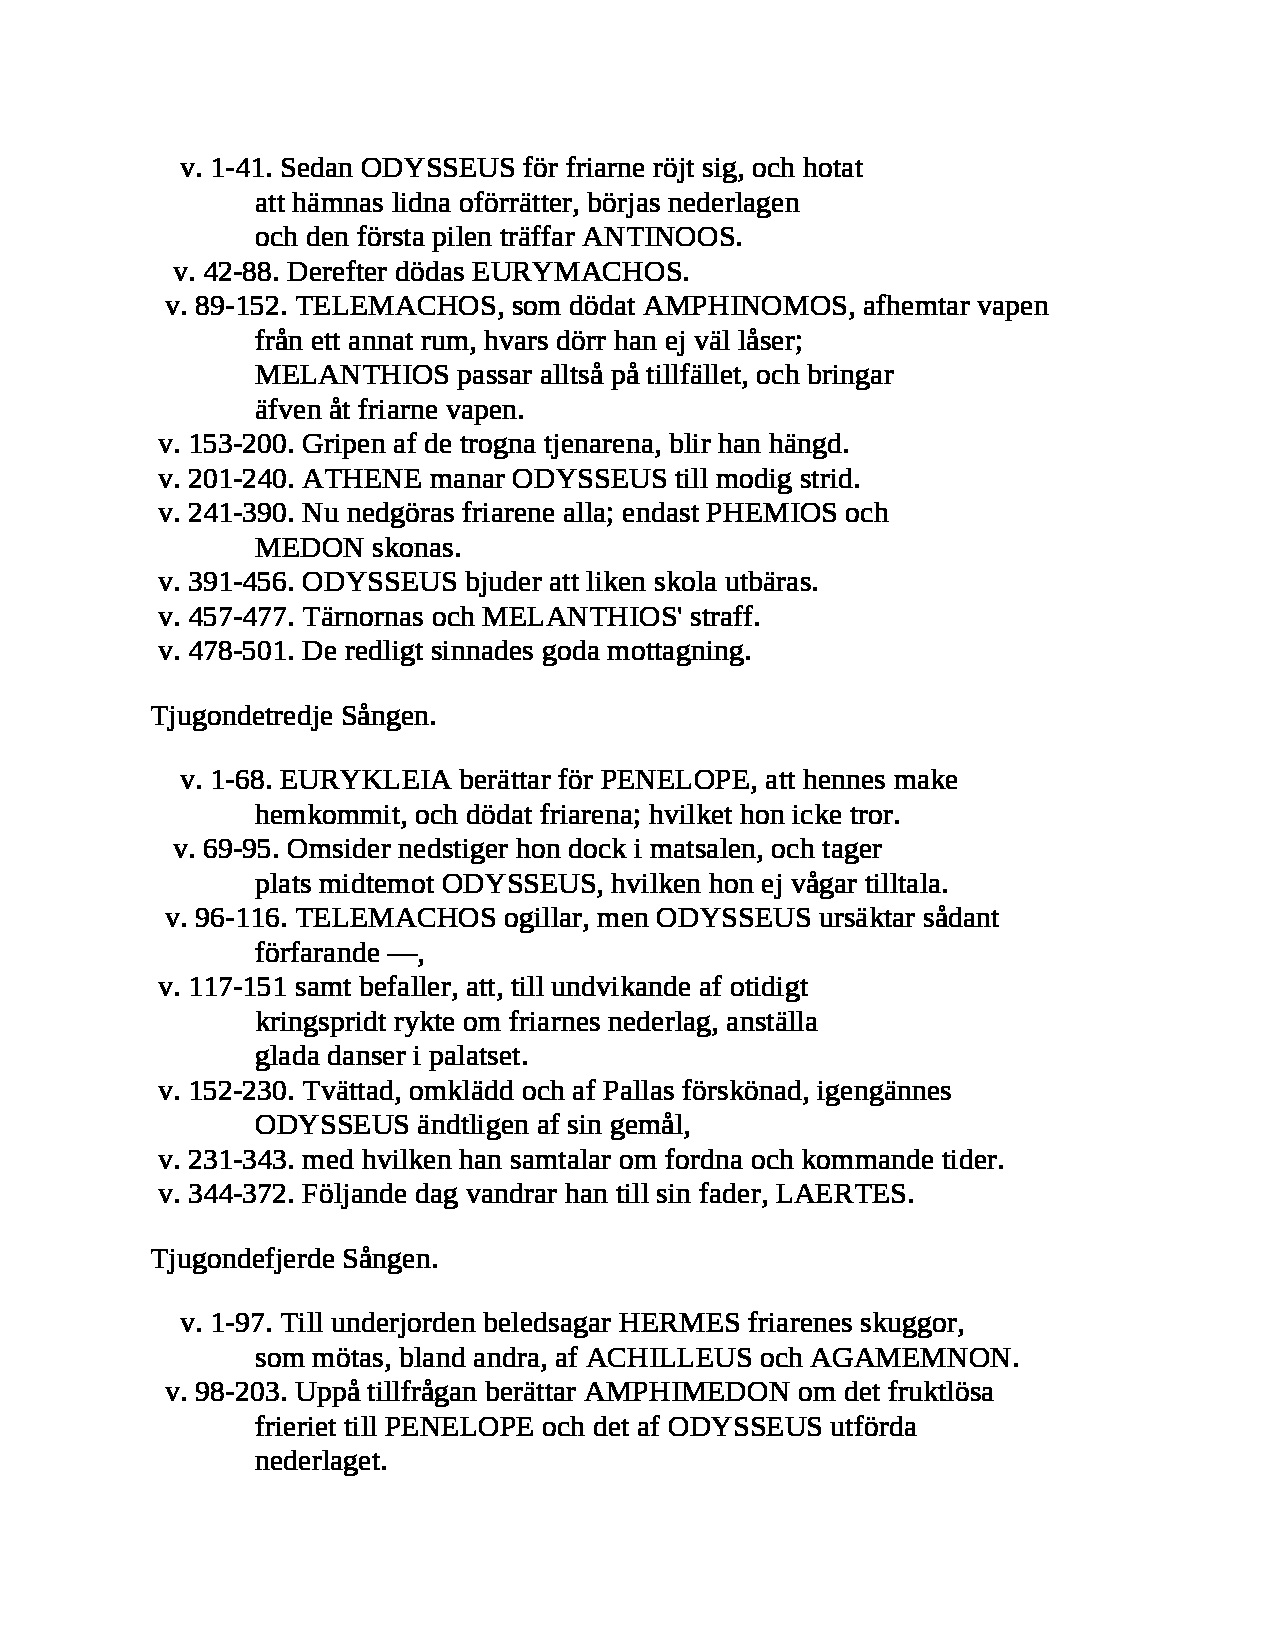 v. 1-41. Sedan ODYSSEUS för friarne röjt sig, och hotat
att hämnas lidna oförrätter, börjas nederlagen
och den första pilen träffar ANTINOOS.
v. 42-88. Derefter dödas EURYMACHOS.
v. 89-152. TELEMACHOS, som dödat AMPHINOMOS, afhemtar vapen
från ett annat rum, hvars dörr han ej väl låser;
MELANTHIOS passar alltså på tillfället, och bringar
äfven åt friarne vapen.
v. 153-200. Gripen af de trogna tjenarena, blir han hängd.
v. 201-240. ATHENE manar ODYSSEUS till modig strid.
v. 241-390. Nu nedgöras friarene alla; endast PHEMIOS och
MEDON skonas.
v. 391-456. ODYSSEUS bjuder att liken skola utbäras.
v. 457-477. Tärnornas och MELANTHIOS' straff.
v. 478-501. De redligt sinnades goda mottagning.
Tjugondetredje Sången.
v. 1-68. EURYKLEIA berättar för PENELOPE, att hennes make
hemkommit, och dödat friarena; hvilket hon icke tror.
v. 69-95. Omsider nedstiger hon dock i matsalen, och tager
plats midtemot ODYSSEUS, hvilken hon ej vågar tilltala.
v. 96-116. TELEMACHOS ogillar, men ODYSSEUS ursäktar sådant
förfarande —,
v. 117-151 samt befaller, att, till undvikande af otidigt
kringspridt rykte om friarnes nederlag, anställa
glada danser i palatset.
v. 152-230. Tvättad, omklädd och af Pallas förskönad, igengännes
ODYSSEUS ändtligen af sin gemål,
v. 231-343. med hvilken han samtalar om fordna och kommande tider.
v. 344-372. Följande dag vandrar han till sin fader, LAERTES.
Tjugondefjerde Sången.
v. 1-97. Till underjorden beledsagar HERMES friarenes skuggor,
som mötas, bland andra, af ACHILLEUS och AGAMEMNON.
v. 98-203. Uppå tillfrågan berättar AMPHIMEDON om det fruktlösa
frieriet till PENELOPE och det af ODYSSEUS utförda
nederlaget.